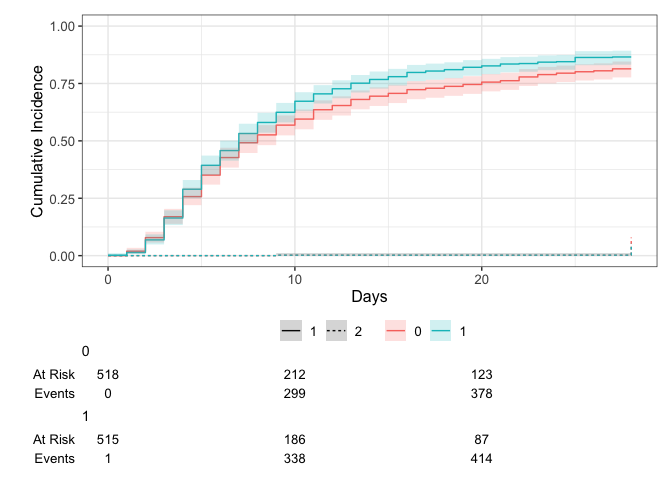 1.00
0.75
0.50
0.25
0.00
Cumulative Incidence
0 10 20
Days
1 2 0 1
0
At Risk 518 212 123
Events 0 299 378
1
At Risk 515 186 87
Events 1 338 414